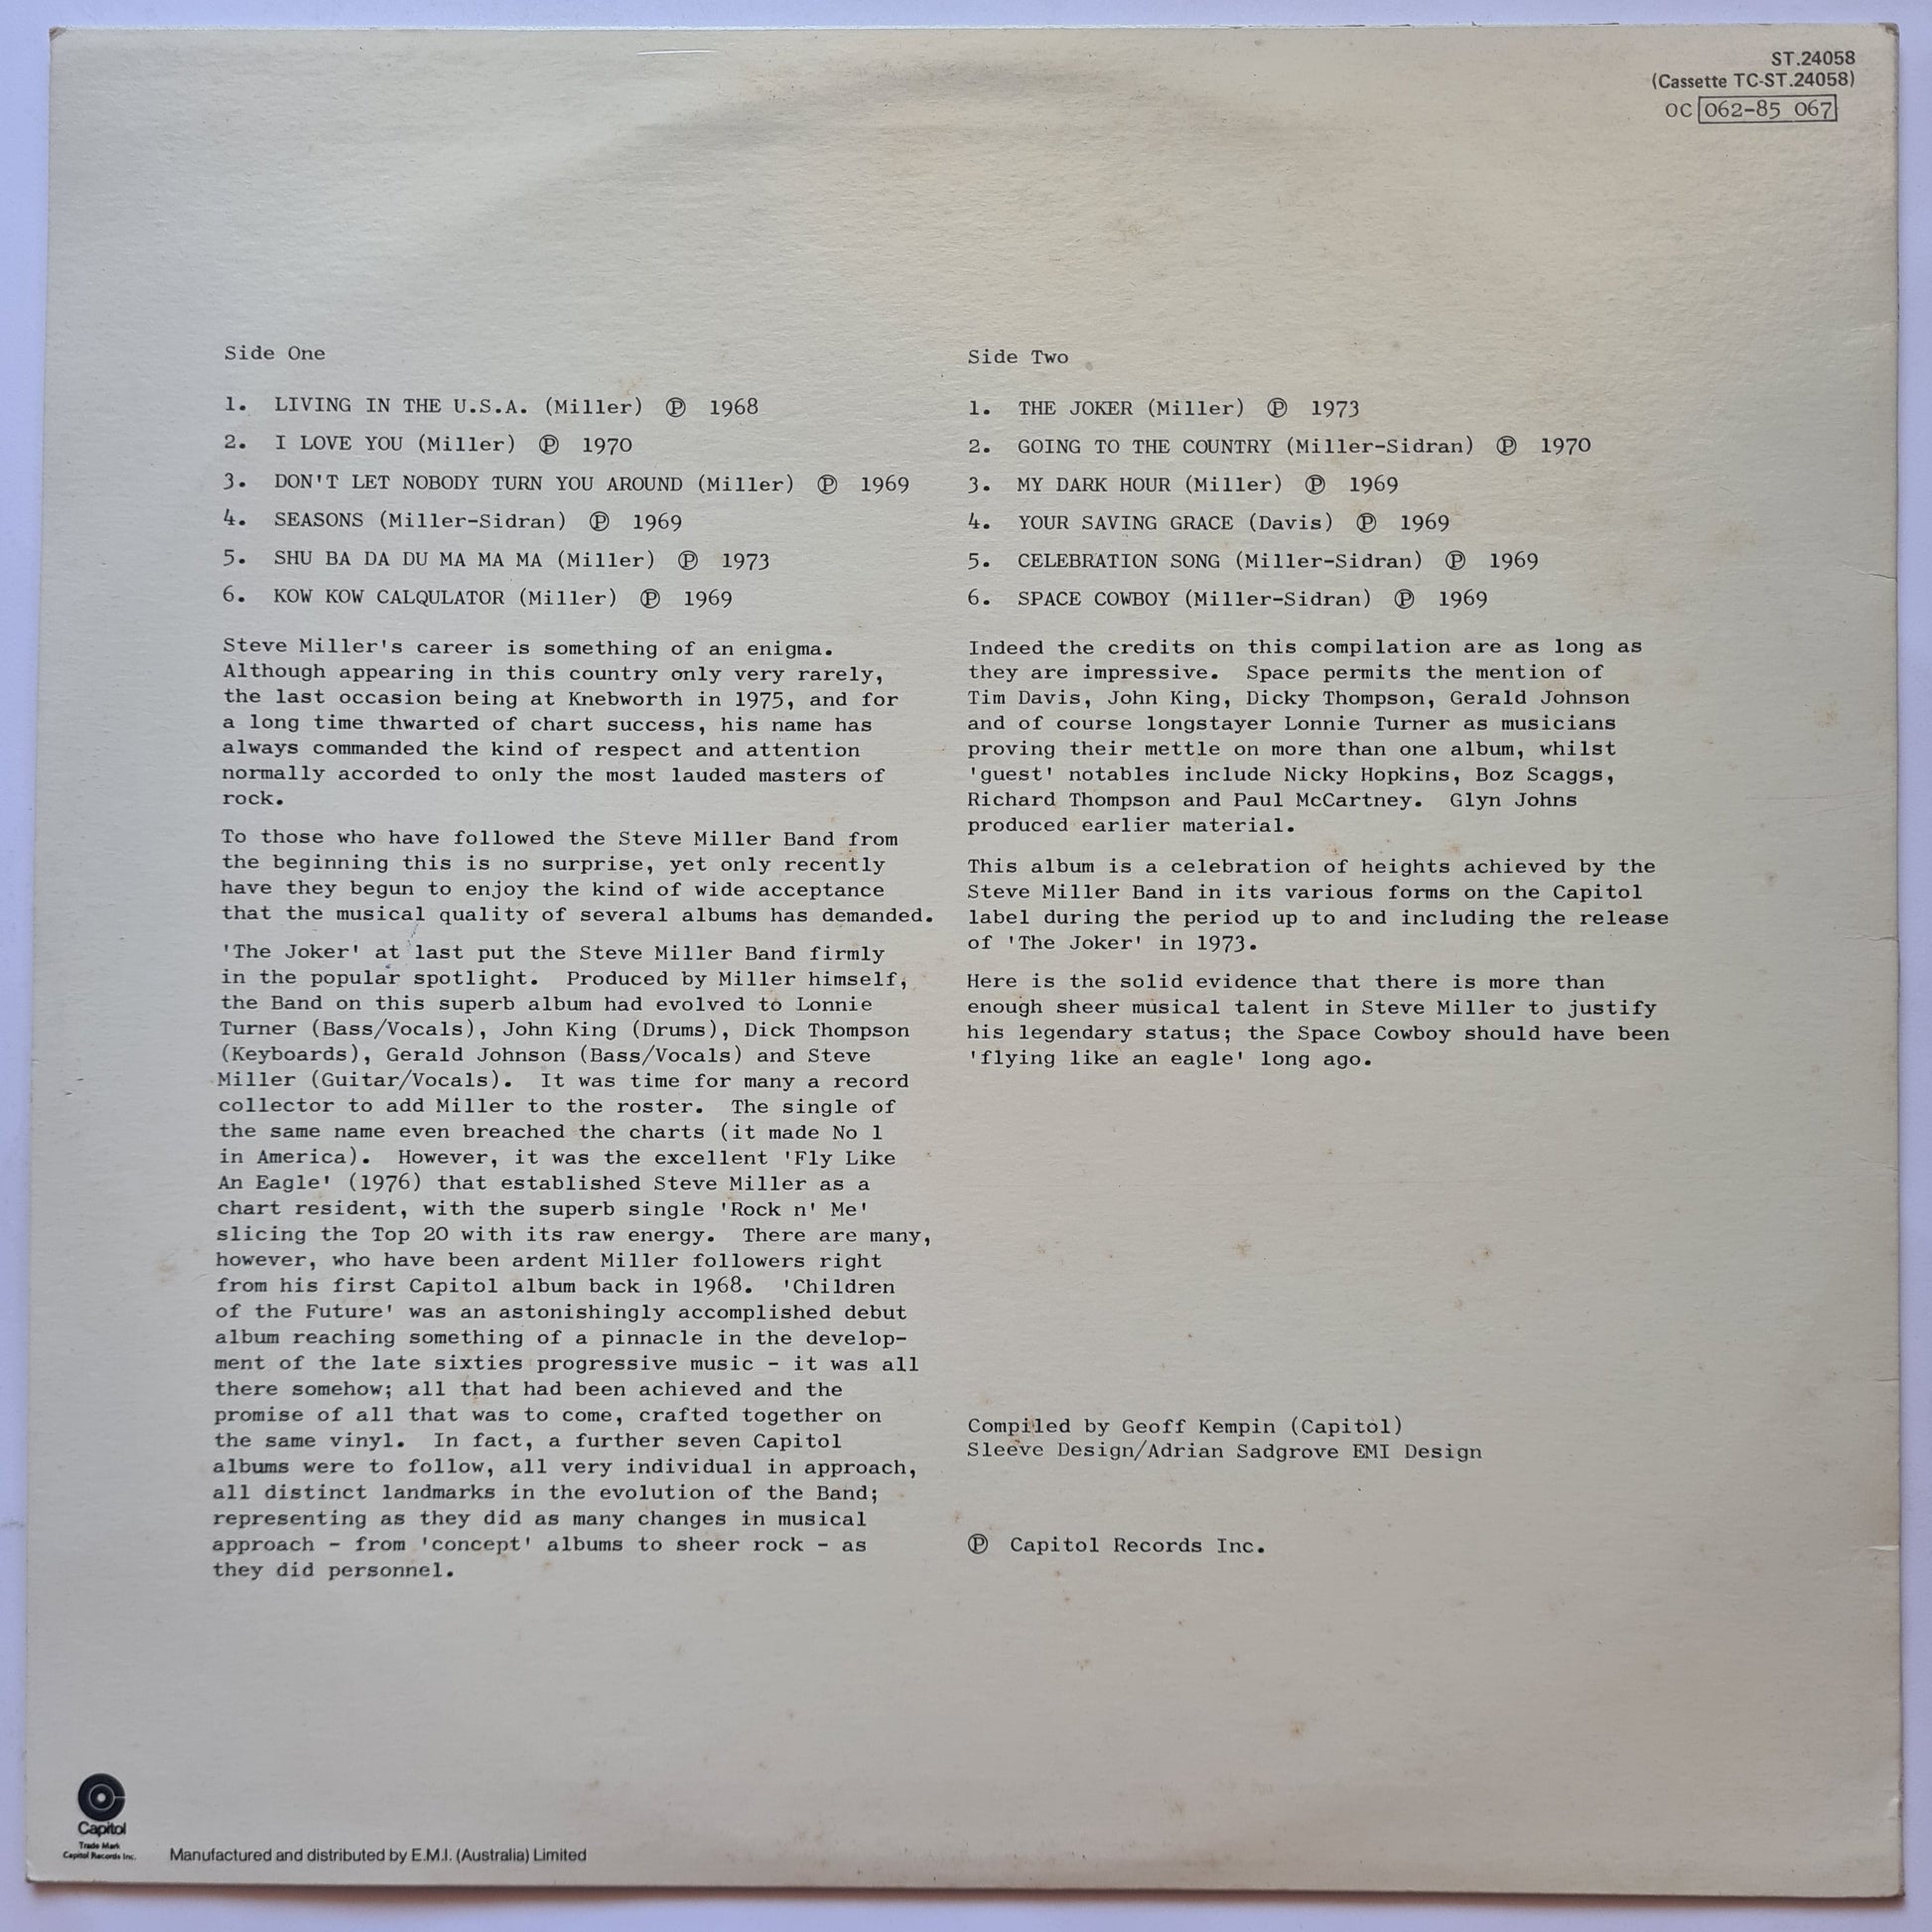 ST.24058
(Cassette TC-ST.24058)
OC 062-85 067
Side One
1. LIVING IN THE U.S.A. (Miller) ℗ 1968
2. I LOVE YOU (Miller) ℗ 1970
3. DON'T LET NOBODY TURN YOU AROUND (Miller) ℗ 1969
4. SEASONS (Miller-Sidran) ℗ 1969
5. SHU BA DA DU MA MA MA (Miller) ℗ 1973
6. KOW KOW CALQULATOR (Miller) ℗ 1969
Steve Miller's career is something of an enigma.
Although appearing in this country only very rarely,
the last occasion being at Knebworth in 1975, and for
a long time thwarted of chart success, his name has
always commanded the kind of respect and attention
normally accorded to only the most lauded masters of
rock.
To those who have followed the Steve Miller Band from
the beginning this is no surprise, yet only recently
have they begun to enjoy the kind of wide acceptance
that the musical quality of several albums has demanded.
'The Joker' at last put the Steve Miller Band firmly
in the popular spotlight. Produced by Miller himself,
the Band on this superb album had evolved to Lonnie
Turner (Bass/Vocals), John King (Drums), Dick Thompson
(Keyboards), Gerald Johnson (Bass/Vocals) and Steve
Miller (Guitar/Vocals). It was time for many a record
collector to add Miller to the roster. The single of
the same name even breached the charts (it made No 1
in America). However, it was the excellent 'Fly Like
An Eagle' (1976) that established Steve Miller as a
chart resident, with the superb single 'Rock n' Me'
slicing the Top 20 with its raw energy. There are many,
however, who have been ardent Miller followers right
from his first Capitol album back in 1968. 'Children
of the Future' was an astonishingly accomplished debut
album reaching something of a pinnacle in the develop-
ment of the late sixties progressive music - it was all
there somehow; all that had been achieved and the
promise of all that was to come, crafted together on
the same vinyl. In fact, a further seven Capitol
albums were to follow, all very individual in approach,
all distinct landmarks in the evolution of the Band;
representing as they did as many changes in musical
approach - from 'concept' albums to sheer rock - as
they did personnel.
Side Two
1. THE JOKER (Miller) ℗ 1973
2. GOING TO THE COUNTRY (Miller-Sidran) ℗ 1970
3. MY DARK HOUR (Miller) ℗ 1969
4. YOUR SAVING GRACE (Davis) ℗ 1969
5. CELEBRATION SONG (Miller-Sidran) ℗ 1969
6. SPACE COWBOY (Miller-Sidran) ℗ 1969
Indeed the credits on this compilation are as long as
they are impressive. Space permits the mention of
Tim Davis, John King, Dicky Thompson, Gerald Johnson
and of course longstayer Lonnie Turner as musicians
proving their mettle on more than one album, whilst
'guest' notables include Nicky Hopkins, Boz Scaggs,
Richard Thompson and Paul McCartney. Glyn Johns
produced earlier material.
This album is a celebration of heights achieved by the
Steve Miller Band in its various forms on the Capitol
label during the period up to and including the release
of 'The Joker' in 1973.
Here is the solid evidence that there is more than
enough sheer musical talent in Steve Miller to justify
his legendary status; the Space Cowboy should have been
'flying like an eagle' long ago.
Compiled by Geoff Kempin (Capitol)
Sleeve Design/Adrian Sadgrove EMI Design
℗ Capitol Records Inc.
Capitol
Trade Mark
Capitol Records Inc.
Manufactured and distributed by E.M.I. (Australia) Limited